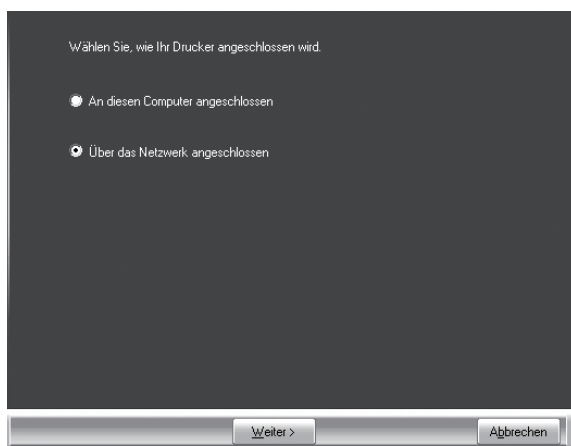 Wählen Sie, wie Ihr Drucker angeschlossen wird.
An diesen Computer angeschlossen
Über das Netzwerk angeschlossen
Weiter >
Abbrechen